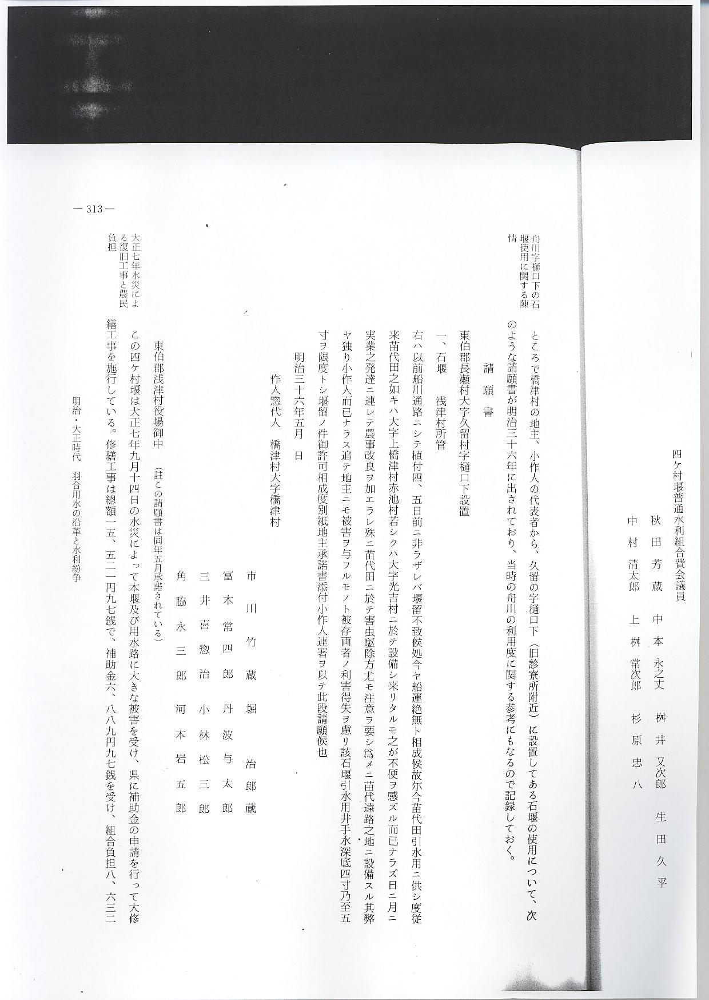 四ケ村堰普通水利組合費会議員
秋田芳蔵　中本永之丈　桝井又次郎　生田久平
中村清太郎　上桝常次郎　杉原忠八
舟川字樋口下の石
堰使用に関する陳
情
ところで橋津村の地主、小作人の代表者から、久留の字樋口下（旧診寮所附近）に設置してある石堰の使用について、次
のような請願書が明治三十六年に出されており、当時の舟川の利用度に関する参考にもなるので記録しておく。
請願書
東伯郡長瀬村大字久留村字樋口下設置
一、石堰　浅津村所管
右ハ以前船川通路ニシテ植付四、五日前ニ非ラザレバ堰留不致候処今ヤ船運絶無ト相成候故尓今苗代田引水用ニ供シ度従
来苗代田之如キハ大字上橋津村赤池村若シクハ大字光吉村ニ於テ設備シ来リタルモ之が不便ヲ感ズル而已ナラズ日ニ月ニ
実業之発達ニ連レテ農事改良ヲ加エラレ殊ニ苗代田ニ於テ害虫駆除方尤モ注意ヲ要シ爲メニ苗代遠路之地ニ設備スル其弊
ヤ独り小作人而已ナラス追テ地主ニモ被害ヲ与フルモノト被存両者ノ利害得失ヲ慮リ該石堰引水用井手水深底四寸乃至五
寸ヲ限度トシ堰留ノ件御許可相成度別紙地主承諾書添付小作人連署ヲ以テ此段請願候也
明治三十六年五月　日
作人惣代人　橋津村大字橋津村
市川竹蔵　堀治郎蔵
冨木常四郎　丹波与太郎
三井喜惣治　小林松三郎
角脇永三郎　河本岩五郎
東伯郡浅津村役場御中　（註この請願書は同年五月承諾されている）
大正七年水災によ
る復旧工事と農民
負担
この四ケ村堰は大正七年九月十四日の水災によって本堰及び用水路に大きな被害を受け、県に補助金の申請を行って大修
繕工事を施行している。修繕工事は總額一五、五二一円九七銭で、補助金六、八八九円九七銭を受け、組合負担八、六三二
明治・大正時代　羽合用水の沿革と水利紛争
— 313 —